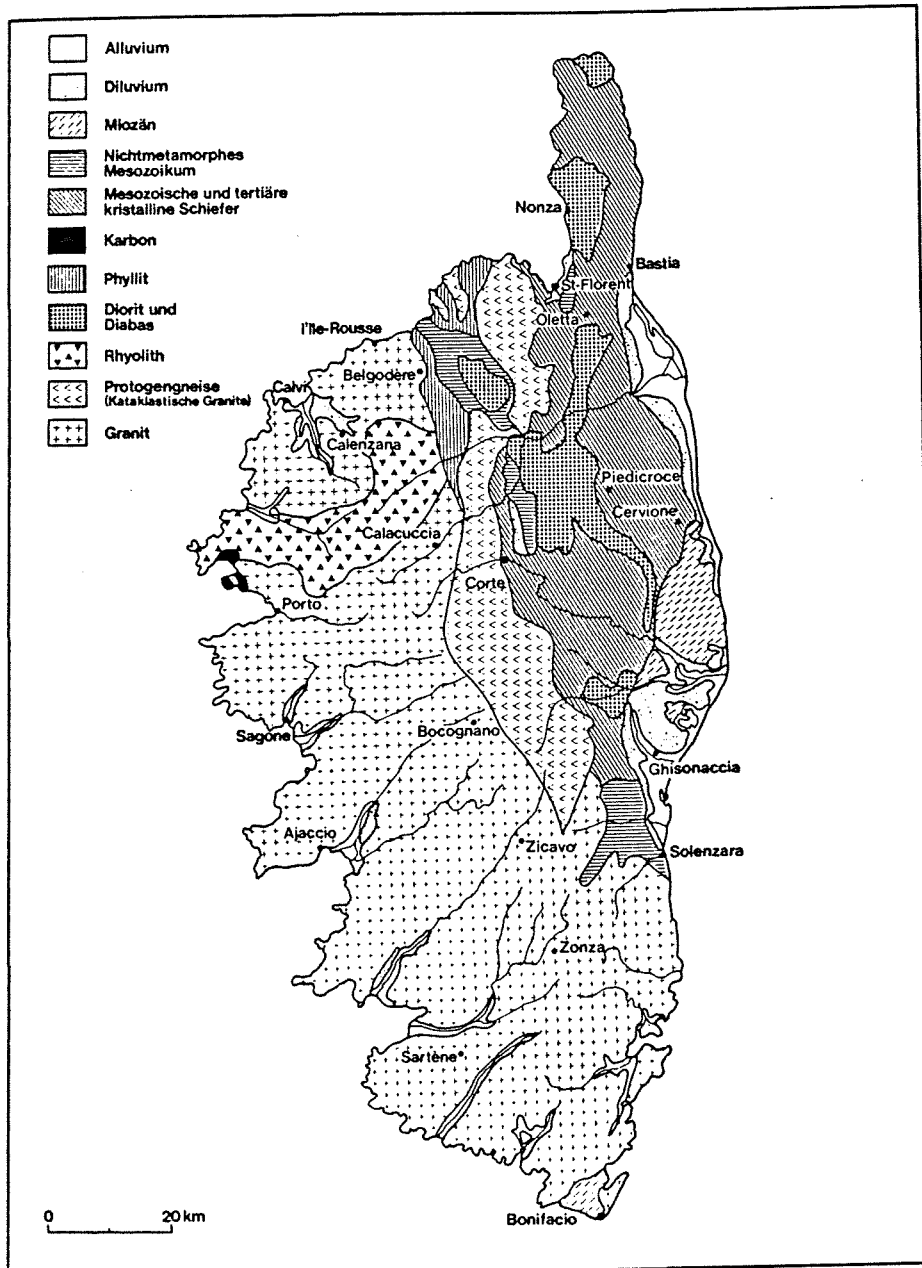 Alluvium
Diluvium
Miozän
Nichtmetamorphes
Mesozoikum
Mesozoische und tertiäre
kristalline Schiefer
Karbon
Phyllit
Diorit und
Diabas
Rhyolith
Protogengneise
(Kataklastische Granite)
Granit
Nonza
Bastia
St-Florent
Oletta
l'Ile-Rousse
Belgodère
Calvi
Calenzana
Piedicroce
Cervione
Calacuccia
Corte
Porto
Sagone
Bocognano
Ghisonaccia
Ajaccio
Zicavo
Solenzara
Zonza
Sartène
Bonifacio
0 20 km